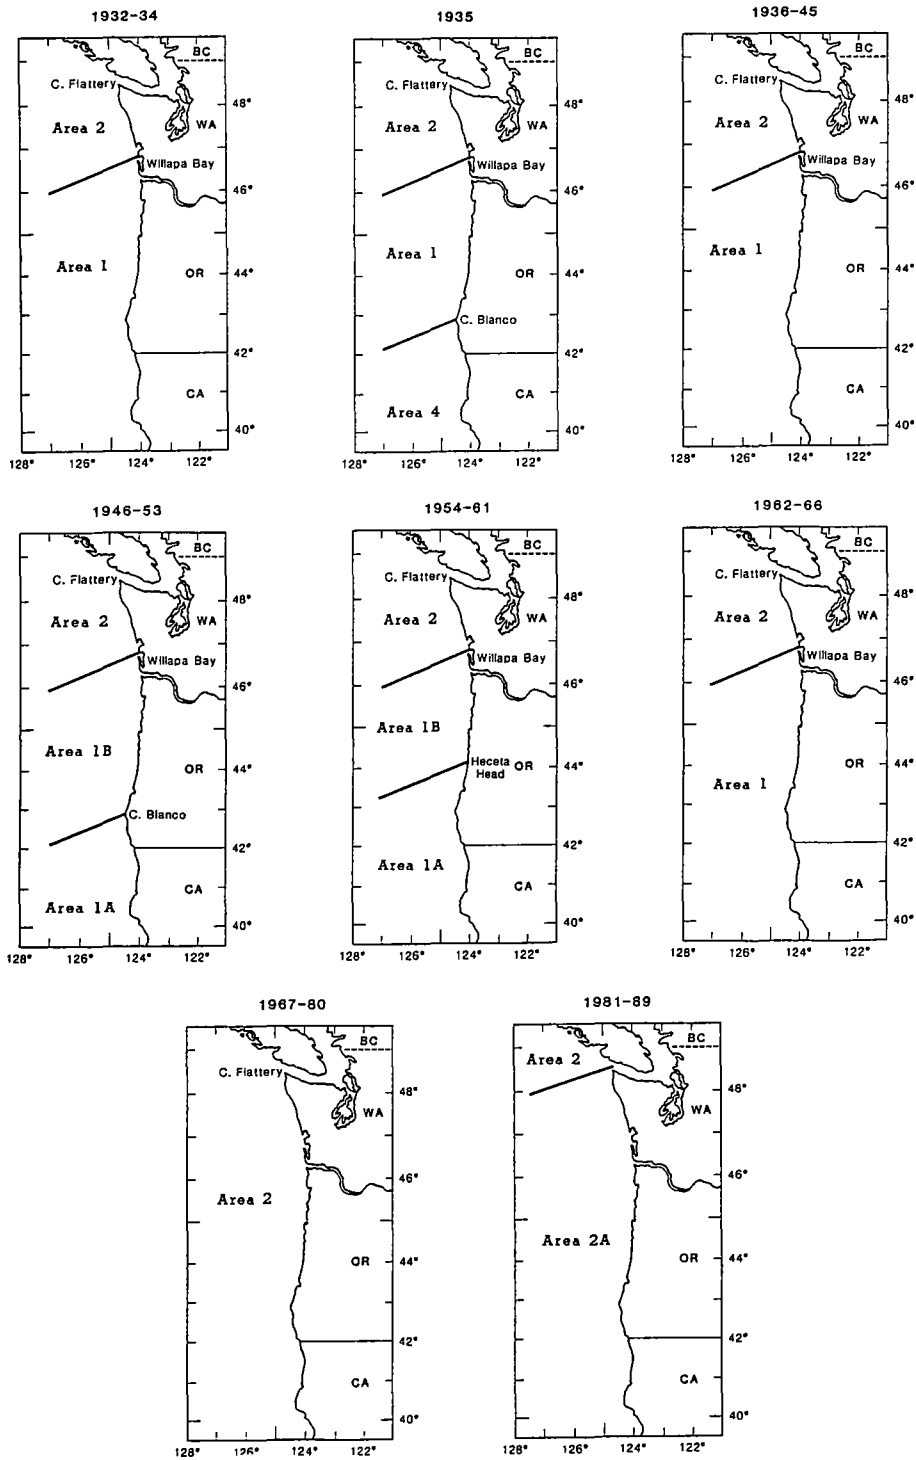 1932-34
BC
C. Flattery
48°
Area 2
WA
Willapa Bay
46°
Area 1
OR
44°
42°
CA
40°
128° 126° 124° 122°
1935
BC
C. Flattery
48°
Area 2
WA
Willapa Bay
46°
Area 1
OR
44°
C. Blanco
42°
CA
Area 4
40°
128° 126° 124° 122°
1936-45
BC
C. Flattery
48°
Area 2
WA
Willapa Bay
46°
Area 1
OR
44°
42°
CA
40°
128° 126° 124° 122°
1946-53
BC
C. Flattery
48°
Area 2
WA
Willapa Bay
46°
Area 1B
OR
44°
C. Blanco
42°
CA
Area 1A
40°
128° 126° 124° 122°
1954-61
BC
C. Flattery
48°
Area 2
WA
Willapa Bay
46°
Area 1B
Heceta
Head
OR
44°
42°
Area 1A
CA
40°
128° 126° 124° 122°
1962-66
BC
C. Flattery
48°
Area 2
WA
Willapa Bay
46°
Area 1
OR
44°
42°
CA
40°
128° 126° 124° 122°
1967-80
BC
C. Flattery
48°
WA
46°
Area 2
OR
44°
42°
CA
40°
128° 126° 124° 122°
1981-89
BC
Area 2
48°
WA
46°
Area 2A
OR
44°
42°
CA
40°
128° 126° 124° 122°